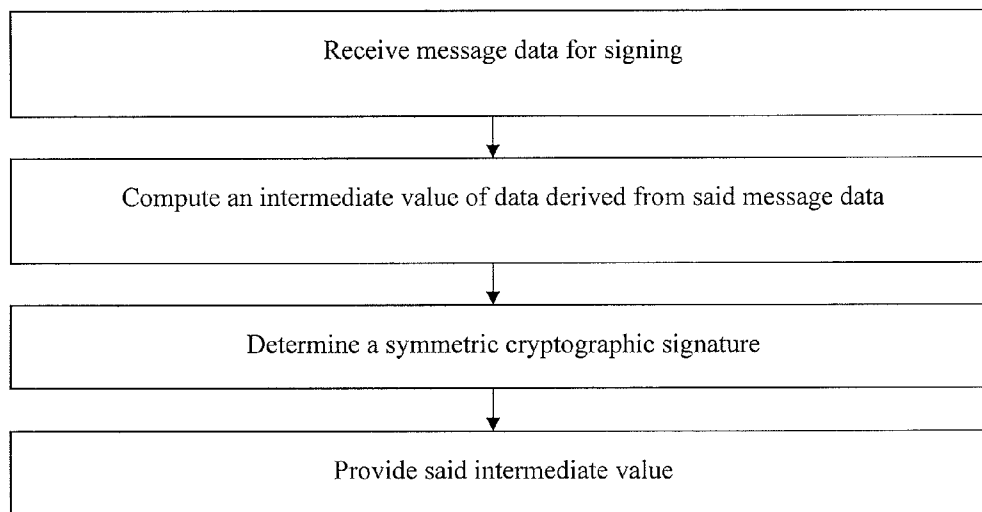 Receive message data for signing
Compute an intermediate value of data derived from said message data
Determine a symmetric cryptographic signature
Provide said intermediate value